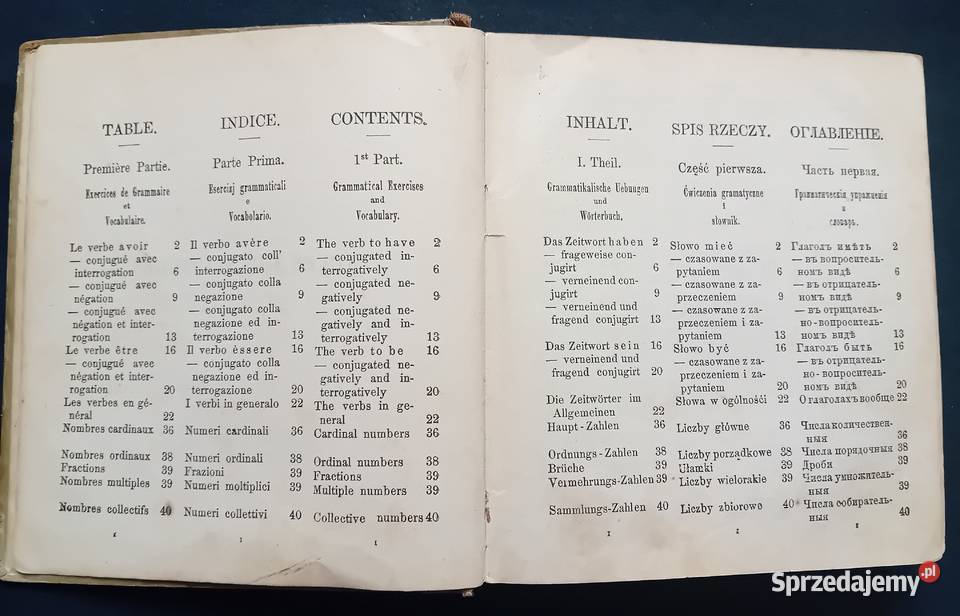 TABLE.
Première Partie.
Exercices de Grammaire
et
Vocabulaire.
Le verbe avoir 2
— conjugué avec
interrogation 6
— conjugué avec
négation 9
— conjugué avec
négation et inter-
rogation 13
Le verbe être 16
— conjugué avec
négation et inter-
rogation 20
Les verbes en gé-
néral 22
Nombres cardinaux 36
Nombres ordinaux 38
Fractions 39
Nombres multiples 39
Nombres collectifs 40
INDICE.
Parte Prima.
Esercizj grammaticali
e
Vocabolario.
Il verbo avère 2
— conjugato coll'
interrogazione 6
— conjugato colla
negazione 9
— conjugato colla
negazione ed in-
terrogazione 13
Il verbo èssere 16
— conjugato colla
negazione ed in-
terrogazione 20
I verbi in generalo 22
Numeri cardinali 36
Numeri ordinali 38
Frazioni 39
Numeri moltiplici 39
Numeri collettivi 40
1
CONTENTS.
1st Part.
Grammatical Exercises
and
Vocabulary.
The verb to have 2
— conjugated in-
terrogatively 6
— conjugated ne-
gatively 9
— conjugated ne-
gatively and in-
terrogatively 13
The verb to be 16
— conjugated ne-
gatively and in-
terrogatively 20
The verbs in ge-
neral 22
Cardinal numbers 36
Ordinal numbers 38
Fractions 39
Multiple numbers 39
Collective numbers 40
1
INHALT.
I. Theil.
Grammatikalische Uebungen
und
Wörterbuch.
Das Zeitwort haben 2
— frageweise con-
jugirt 6
— verneinend con-
jugirt 9
— verneinend und
fragend conjugirt 13
Das Zeitwort sein 16
— verneinend und
fragend conjugirt 20
Die Zeitwörter im
Allgemeinen 22
Haupt-Zahlen 36
Ordnungs-Zahlen 38
Brüche 39
Vermehrungs-Zahlen 39
Sammlungs-Zahlen 40
1
SPIS RZECZY.
Część pierwsza.
Ćwiczenia gramatyczne
i
słownik.
Słowo mieć 2
— czasowane z za-
pytaniem 6
— czasowane z za-
przeczeniem 9
— czasowane z za-
przeczeniem i za-
pytaniem 13
Słowo być 16
— czasowane z za-
przeczeniem i za-
pytaniem 20
Słowa w ogólności 22
Liczby główne 36
Liczby porządkowe 38
Ułamki 39
Liczby wielorakie 39
Liczby zbiorowe 40
ОГЛАВЛЕНІЕ.
Часть первая.
Грамматическія упражненія
и
словарь.
Глаголъ имѣть 2
— въ вопроситель-
номъ видѣ 6
— въ отрицатель-
номъ видѣ 9
— въ отрицатель-
но-вопроситель-
номъ видѣ 13
Глаголъ быть 16
— въ отрицатель-
но-вопроситель-
номъ видѣ 20
О глаголахъ вообще 22
Числа количествен-
ныя 36
Числа порядочныя 38
Дроби 39
Числа умножитель-
ныя 39
Числа собиратель-
ныя 40
Sprzedajemy.pl